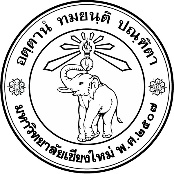 อตฺตานํ ทมยนฺติ ปณฺฑิตา
มหาวิทยาลัยเชียงใหม่ พ.ศ.๒๕๐๗